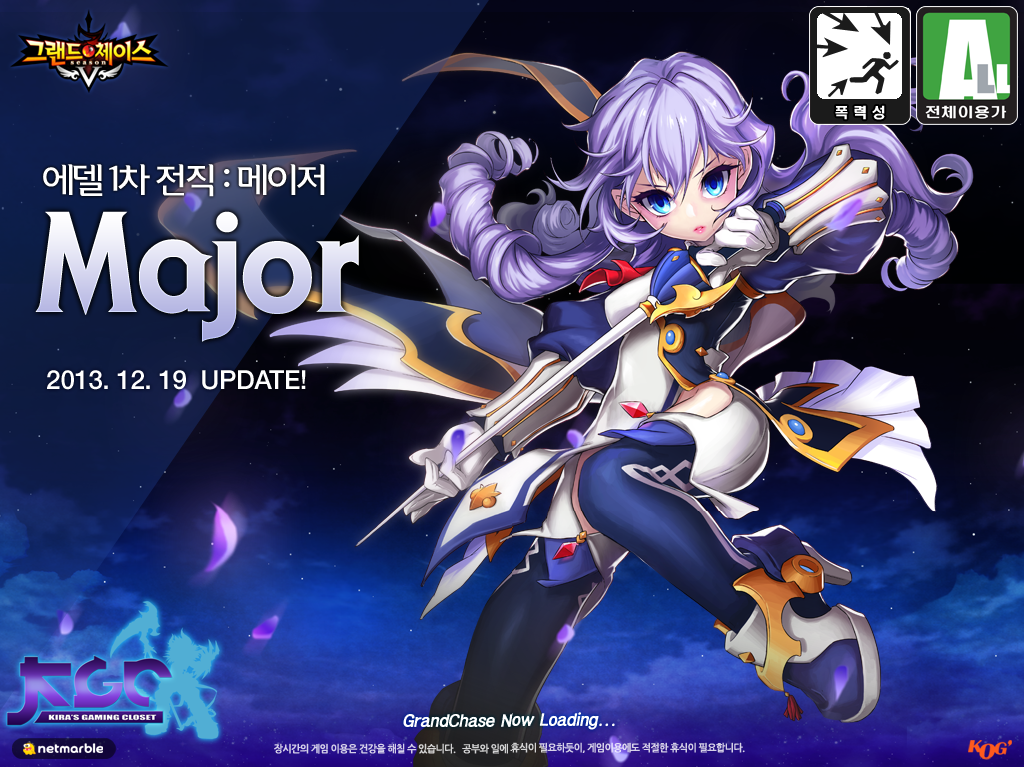 그랜드 체이스
season
V
폭력성
ALL
전체이용가
에델 1차 전직 : 메이저
Major
2013. 12. 19 UPDATE!
KGC
KIRA'S GAMING CLOSET
netmarble
GrandChase Now Loading...
장시간의 게임 이용은 건강을 해칠 수 있습니다. 공부와 일에 휴식이 필요하듯이, 게임이용에도 적절한 휴식이 필요합니다.
KOG